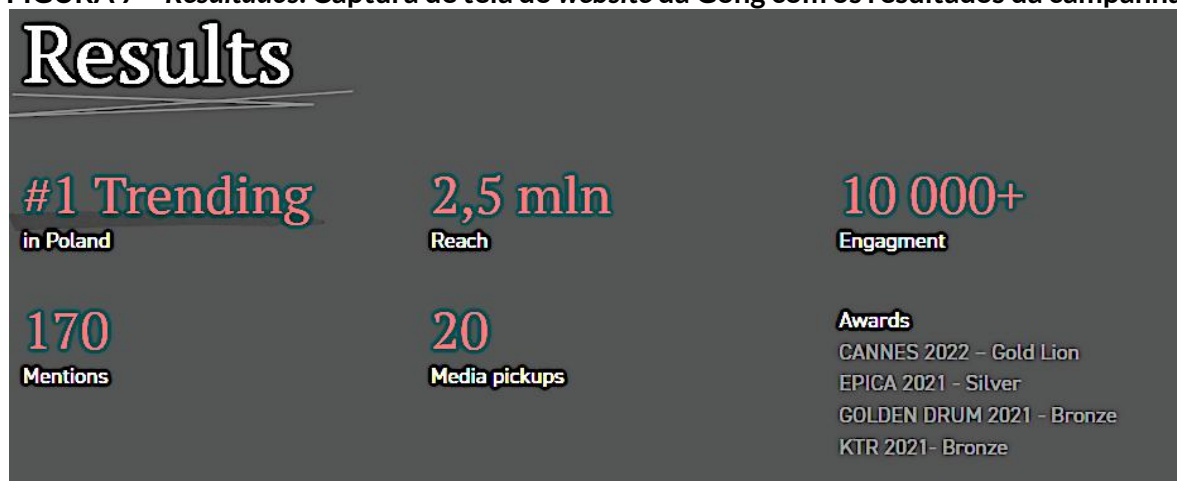 Results
#1 Trending
in Poland
2,5 mln
Reach
10 000+
Engagment
170
Mentions
20
Media pickups
Awards
CANNES 2022 – Gold Lion
EPICA 2021 - Silver
GOLDEN DRUM 2021 - Bronze
KTR 2021- Bronze